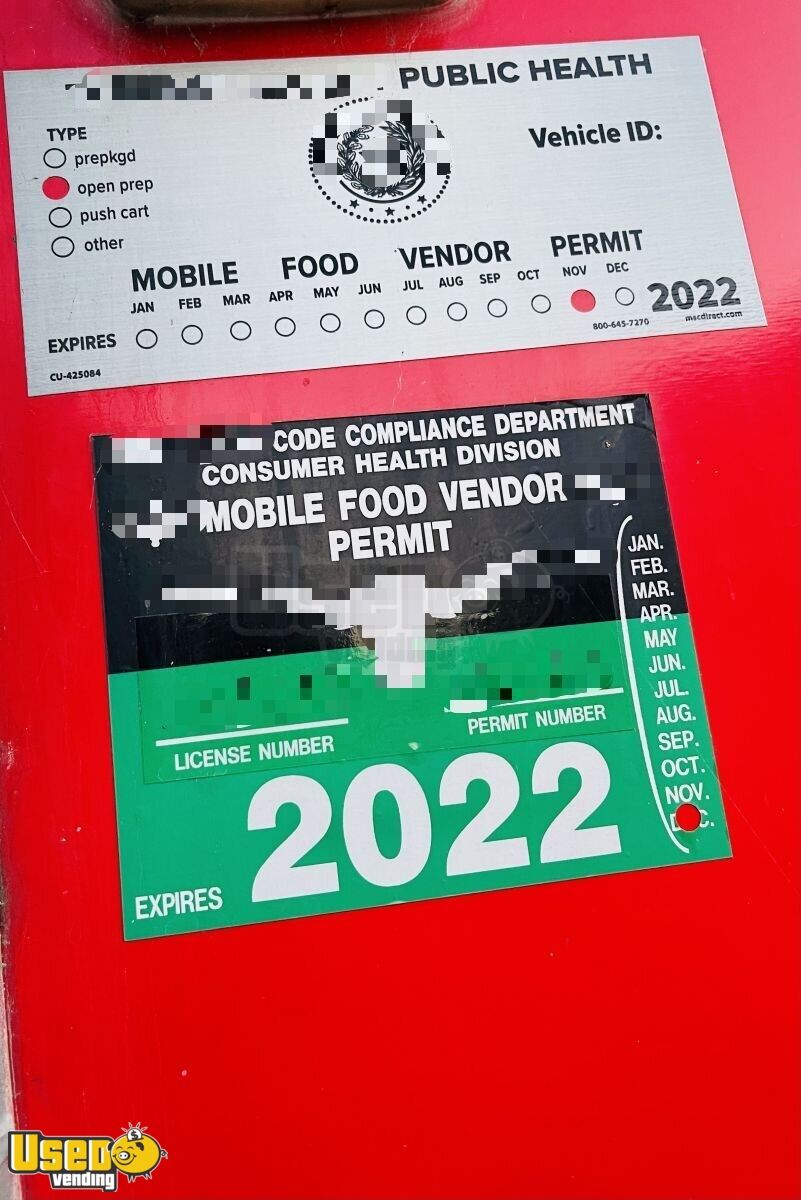 PUBLIC HEALTH
TYPE
prepkgd
open prep
push cart
other
Vehicle ID:
MOBILE FOOD VENDOR PERMIT
JAN FEB MAR APR MAY JUN JUL AUG SEP OCT NOV DEC
EXPIRES
2022
800-645-7270
mscdirect.com
CU-425084
CODE COMPLIANCE DEPARTMENT
CONSUMER HEALTH DIVISION
MOBILE FOOD VENDOR
PERMIT
JAN.
FEB.
MAR.
APR.
MAY
JUN.
JUL.
AUG.
SEP.
OCT.
NOV.
LICENSE NUMBER
PERMIT NUMBER
2022
EXPIRES
USED
vending